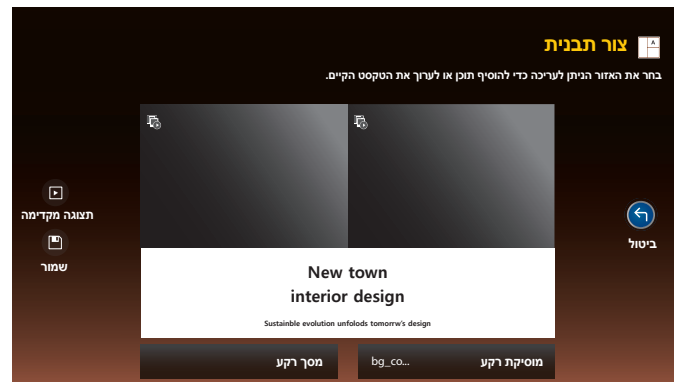 צור תבנית
בחר את האזור הניתן לעריכה כדי להוסיף תוכן או לערוך את הטקסט הקיים.
ביטול
תצוגה מקדימה
שמור
New town
interior design
Sustainble evolution unfolods tomorrw's design
מוסיקת רקע bg_co...
מסך רקע